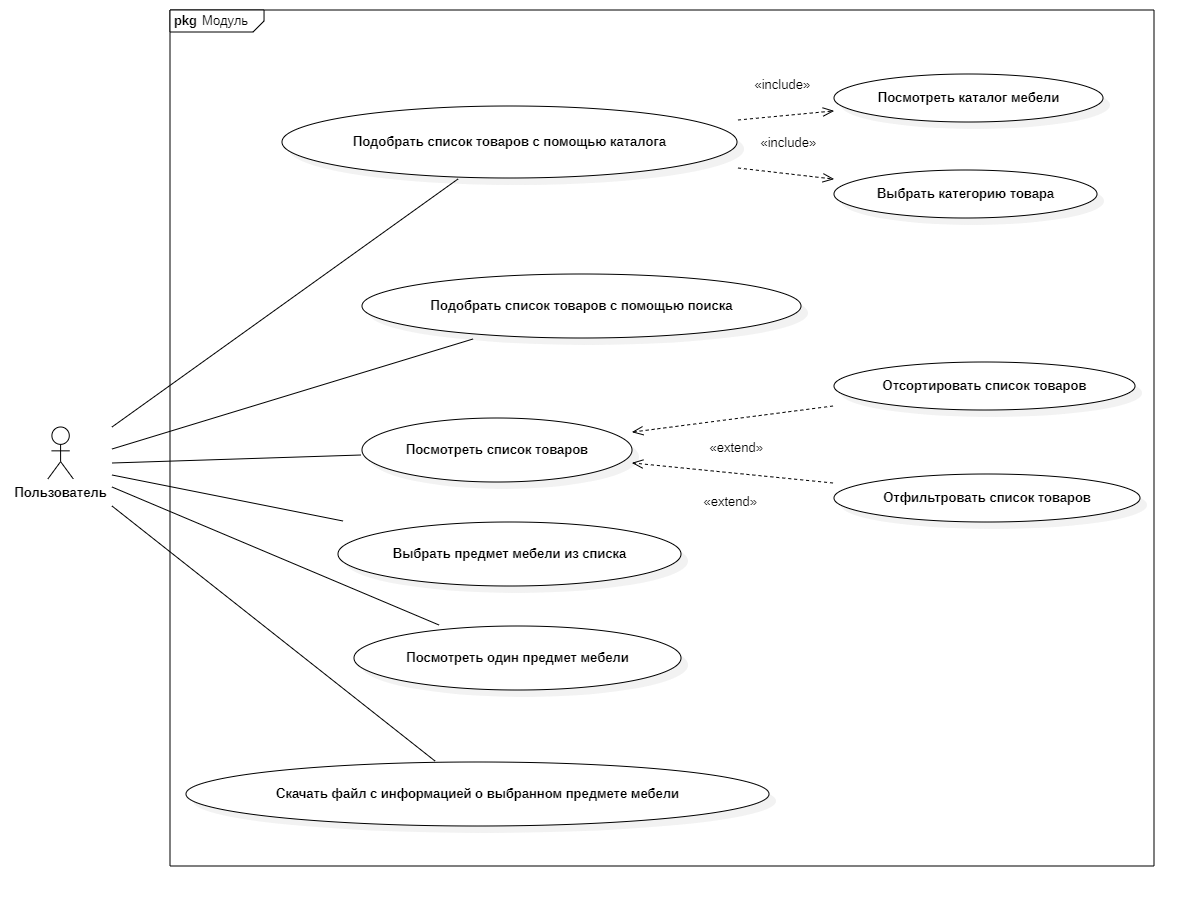 pkg Модуль
«include»
Посмотреть каталог мебели
Подобрать список товаров с помощью каталога
«include»
Выбрать категорию товара
Подобрать список товаров с помощью поиска
Отсортировать список товаров
Посмотреть список товаров
«extend»
Пользователь
Отфильтровать список товаров
«extend»
Выбрать предмет мебели из списка
Посмотреть один предмет мебели
Скачать файл с информацией о выбранном предмете мебели